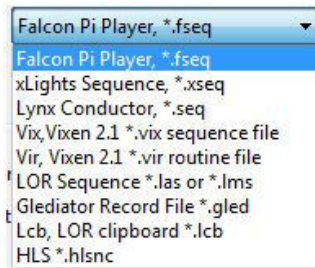 Falcon Pi Player, *.fseq
Falcon Pi Player, *.fseq
xLights Sequence, *.xseq
Lynx Conductor, *.seq
Vix,Vixen 2.1 *.vix sequence file
Vir, Vixen 2.1 *.vir routine file
LOR Sequence *.las or *.lms
Glediator Record File *.gled
Lcb, LOR clipboard *.lcb
HLS *.hlsnc